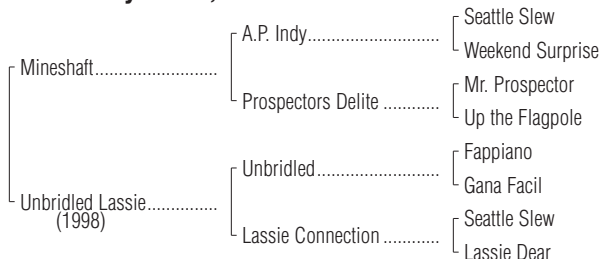 Seattle Slew
A.P. Indy..............................
Weekend Surprise
Mineshaft..........................
Mr. Prospector
Prospectors Delite ............
Up the Flagpole
Fappiano
Unbridled...........................
Gana Facil
Unbridled Lassie...............
(1998)
Seattle Slew
Lassie Connection ............
Lassie Dear